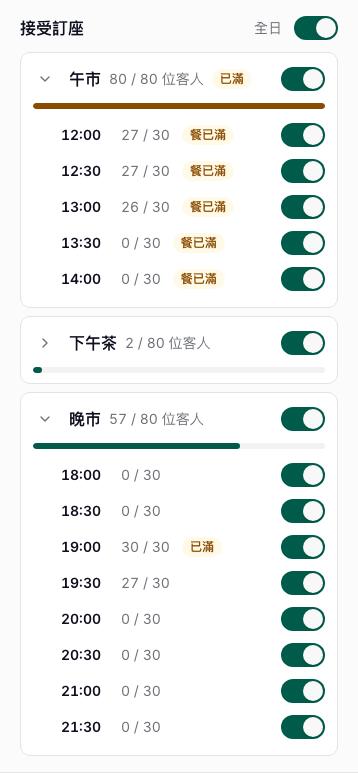 接受訂座 全日
午市 80 / 80 位客人 已滿
12:00 27 / 30 餐已滿
12:30 27 / 30 餐已滿
13:00 26 / 30 餐已滿
13:30 0 / 30 餐已滿
14:00 0 / 30 餐已滿
下午茶 2 / 80 位客人
晚市 57 / 80 位客人
18:00 0 / 30
18:30 0 / 30
19:00 30 / 30 已滿
19:30 27 / 30
20:00 0 / 30
20:30 0 / 30
21:00 0 / 30
21:30 0 / 30